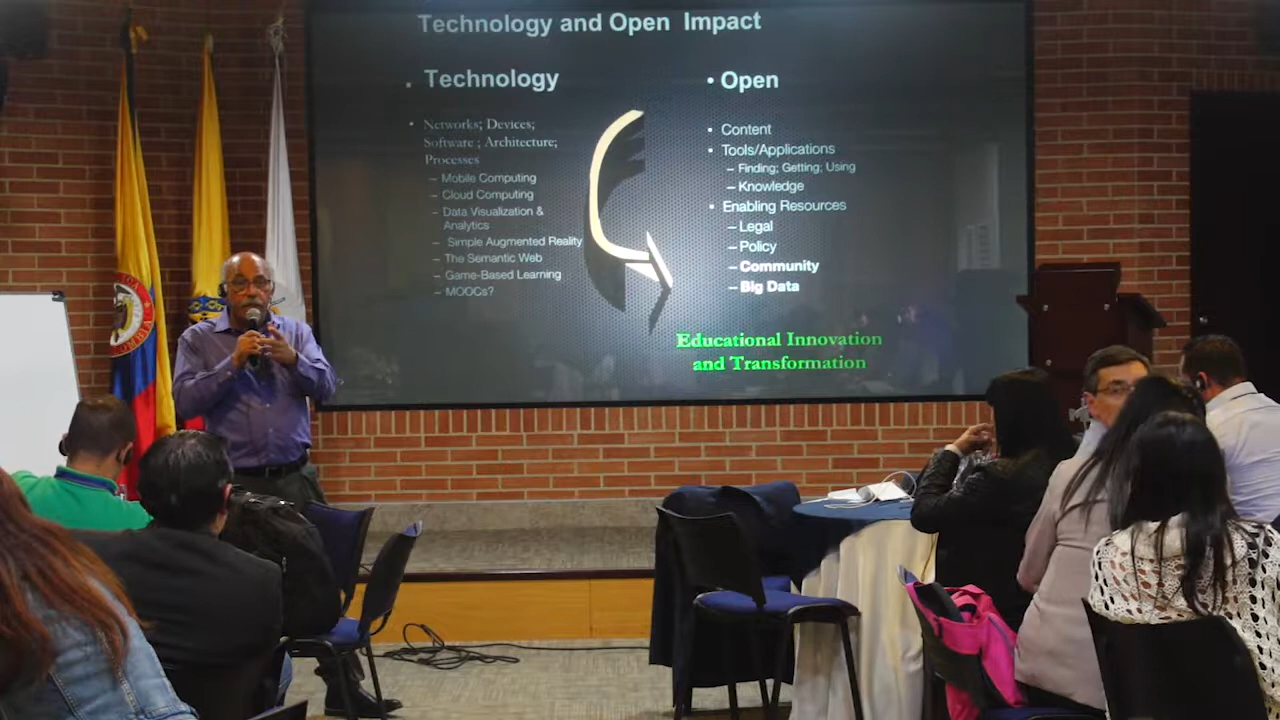 Technology and Open Impact
Technology
Networks; Devices;
Software ; Architecture;
Processes
– Mobile Computing
– Cloud Computing
– Data Visualization &
Analytics
– Simple Augmented Reality
– The Semantic Web
– Game-Based Learning
– MOOCs?
• Open
• Content
• Tools/Applications
– Finding; Getting; Using
– Knowledge
• Enabling Resources
– Legal
– Policy
– Community
– Big Data
Educational Innovation
and Transformation